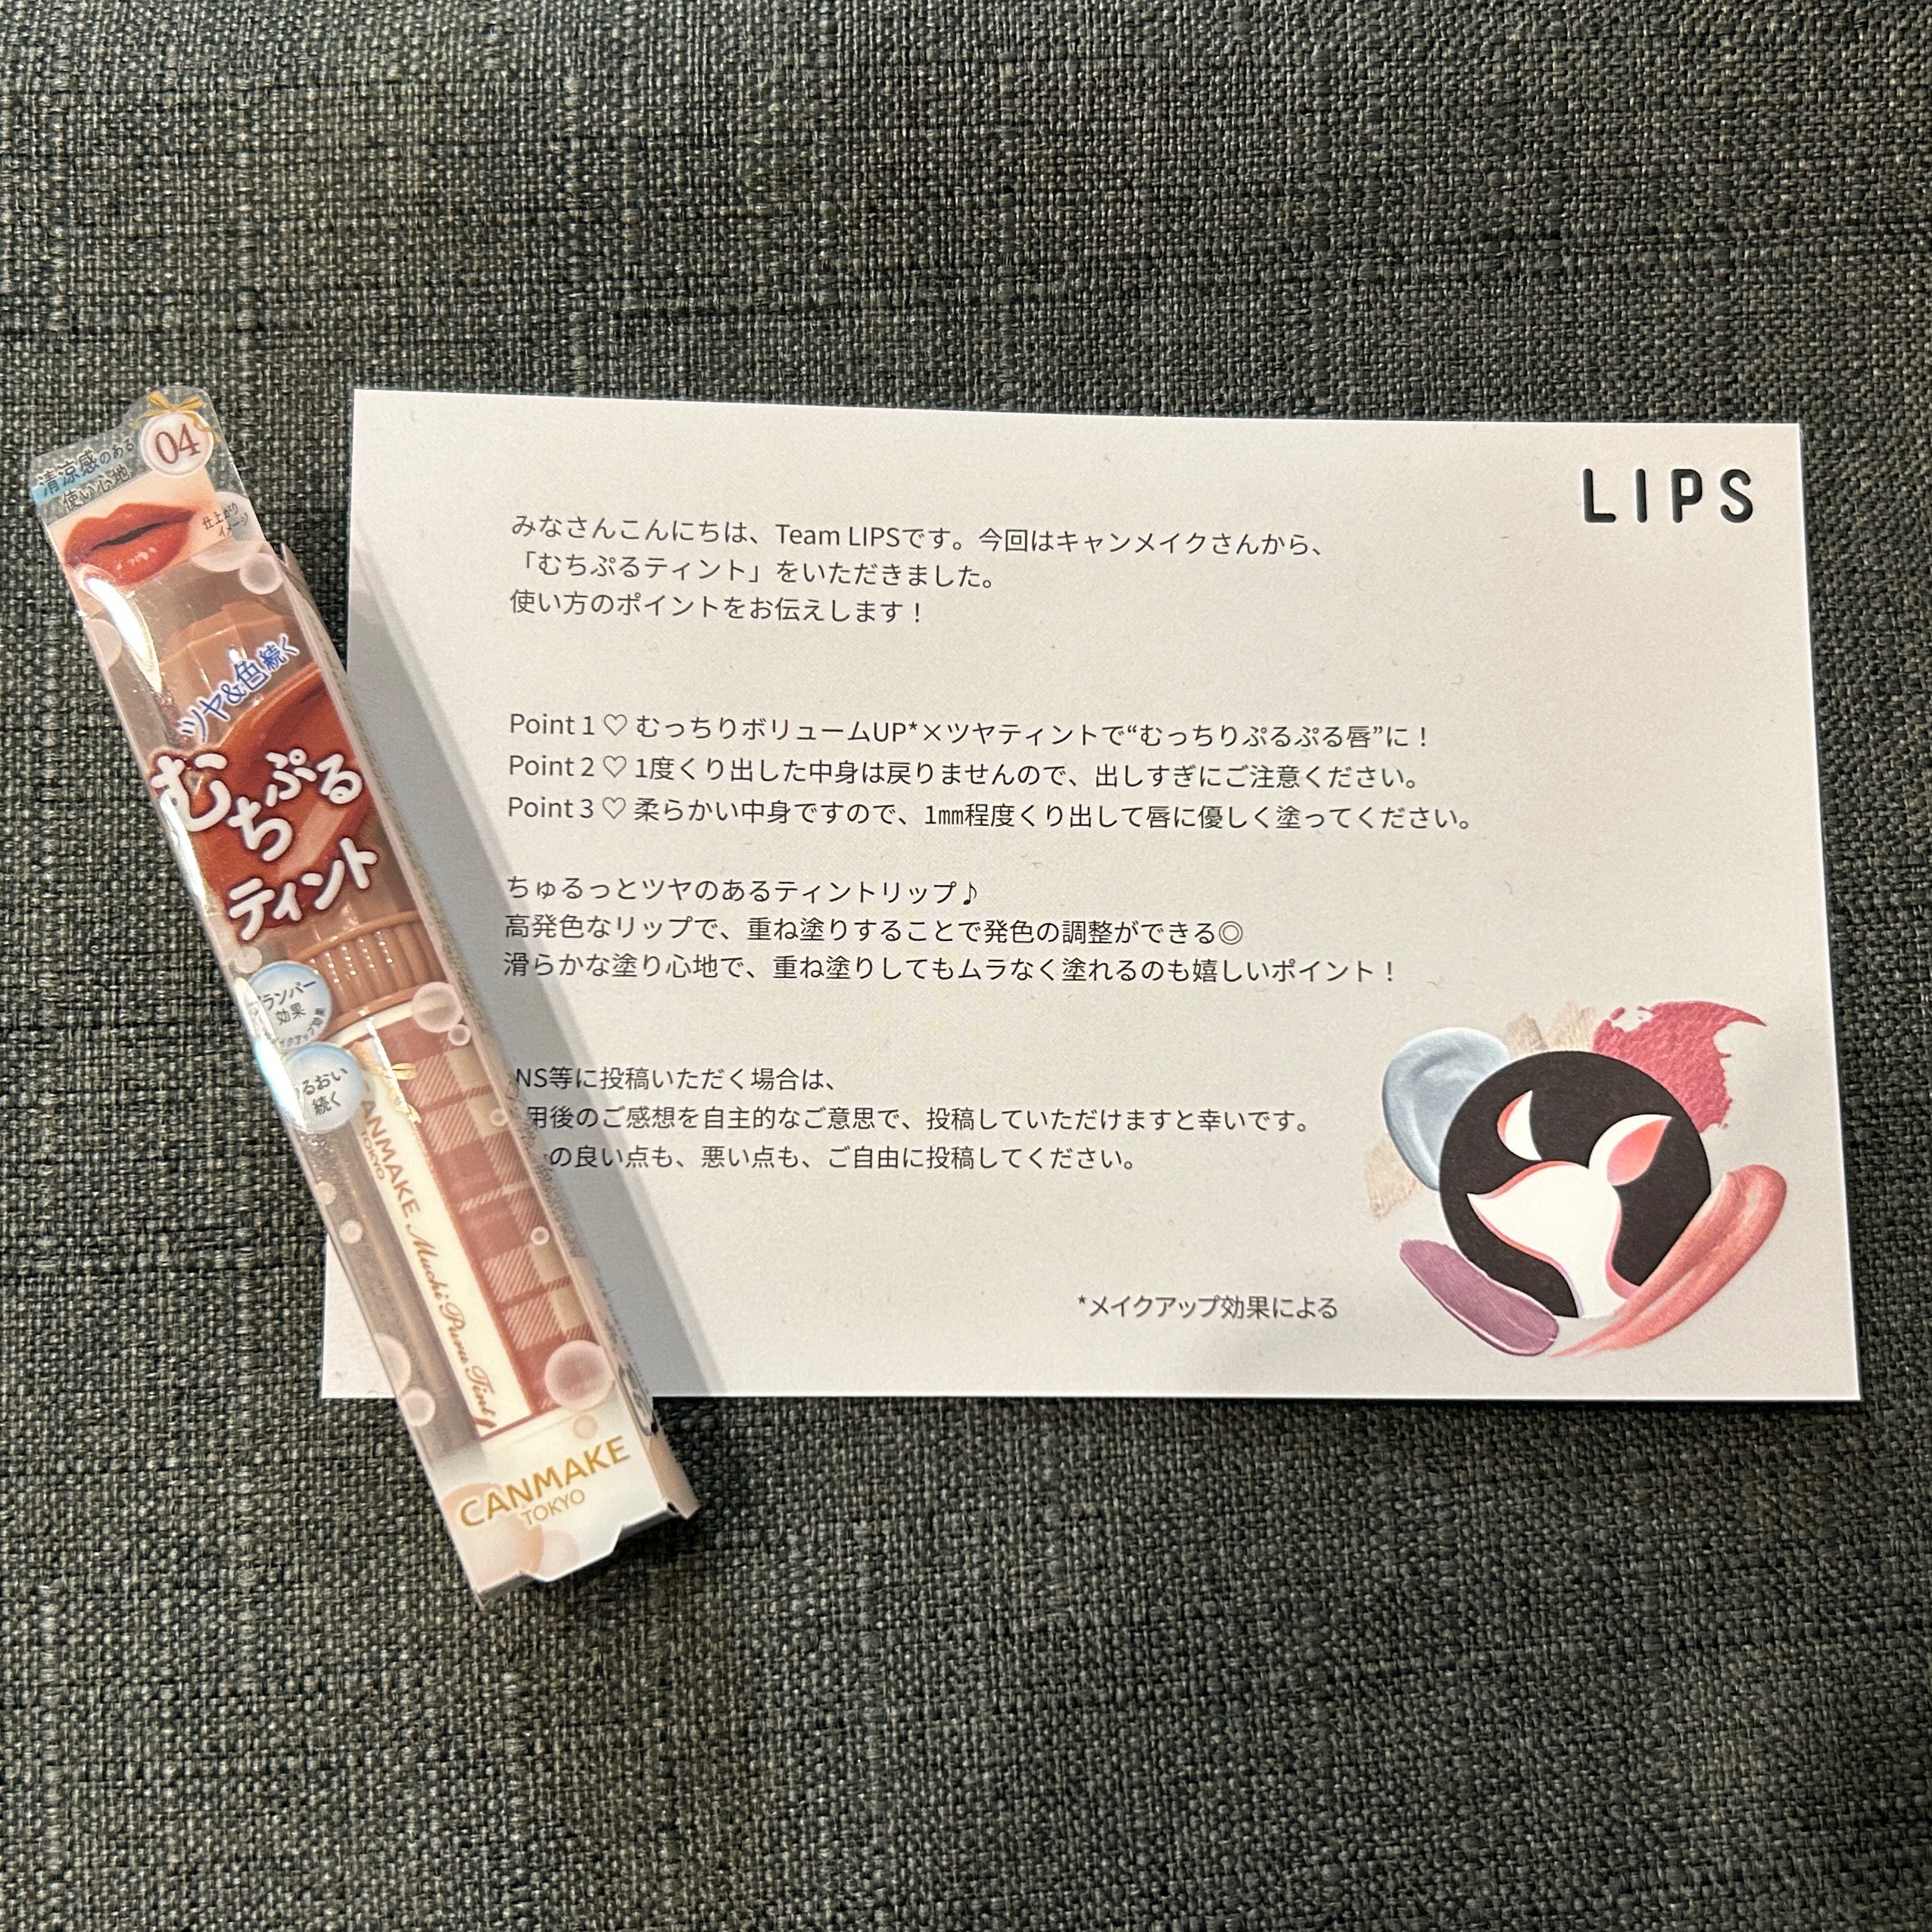 04
清涼感のある
使い心地
仕上がり
イメージ
ツヤ&色続く
むちぷる
ティント
効果
続く
TOKYO
Muchi Puru Tint
CANMAKE
TOKYO
LIPS
みなさんこんにちは、Team LIPSです。今回はキャンメイクさんから、
「むちぷるティント」をいただきました。
使い方のポイントをお伝えします！
Point 1 ♡ むっちりボリュームUP*×ツヤティントで“むっちりぷるぷる唇”に！
Point 2 ♡ 1度くり出した中身は戻りませんので、出しすぎにご注意ください。
Point 3 ♡ 柔らかい中身ですので、1㎜程度くり出して唇に優しく塗ってください。
ちゅるっとツヤのあるティントリップ♪
高発色なリップで、重ね塗りすることで発色の調整ができる◎
滑らかな塗り心地で、重ね塗りしてもムラなく塗れるのも嬉しいポイント！
NS等に投稿いただく場合は、
用後のご感想を自主的なご意思で、投稿していただけますと幸いです。
の良い点も、悪い点も、ご自由に投稿してください。
*メイクアップ効果による